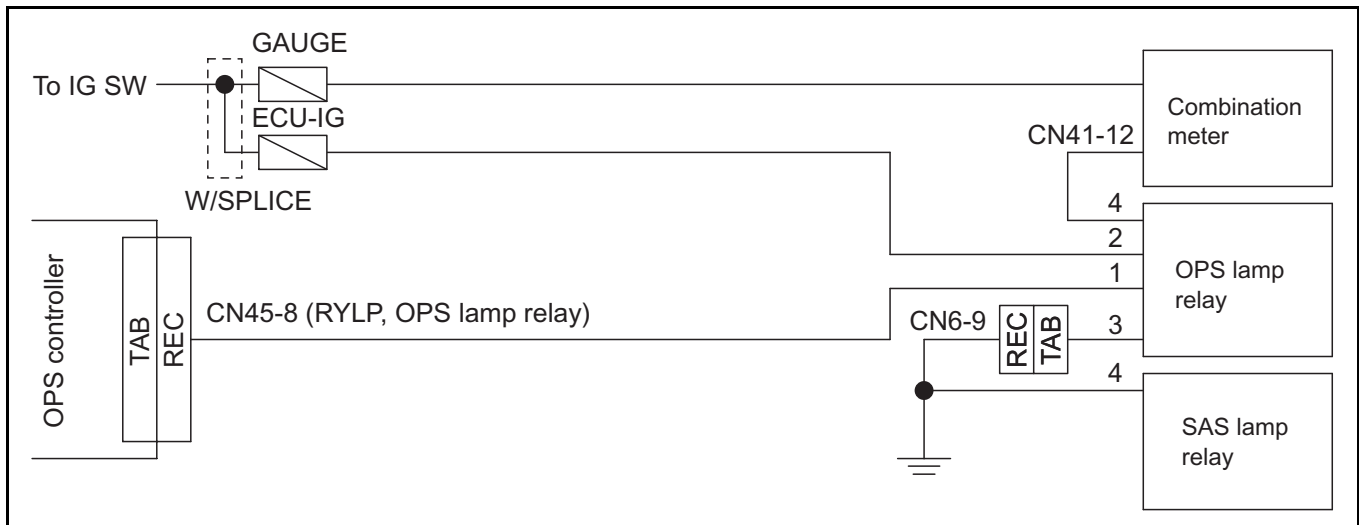 GAUGE
To IG SW
ECU-IG
W/SPLICE
Combination
meter
CN41-12
4
2
1
OPS lamp
relay
OPS controller
TAB
REC
CN45-8 (RYLP, OPS lamp relay)
CN6-9
REC
TAB
3
4
SAS lamp
relay